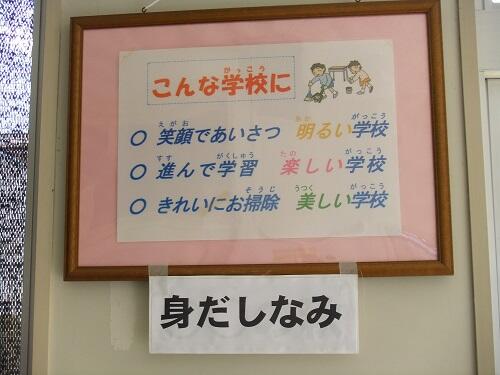 こんな学校に
○ 笑顔であいさつ 明るい学校
○ 進んで学習 楽しい学校
○ きれいにお掃除 美しい学校
身だしなみ